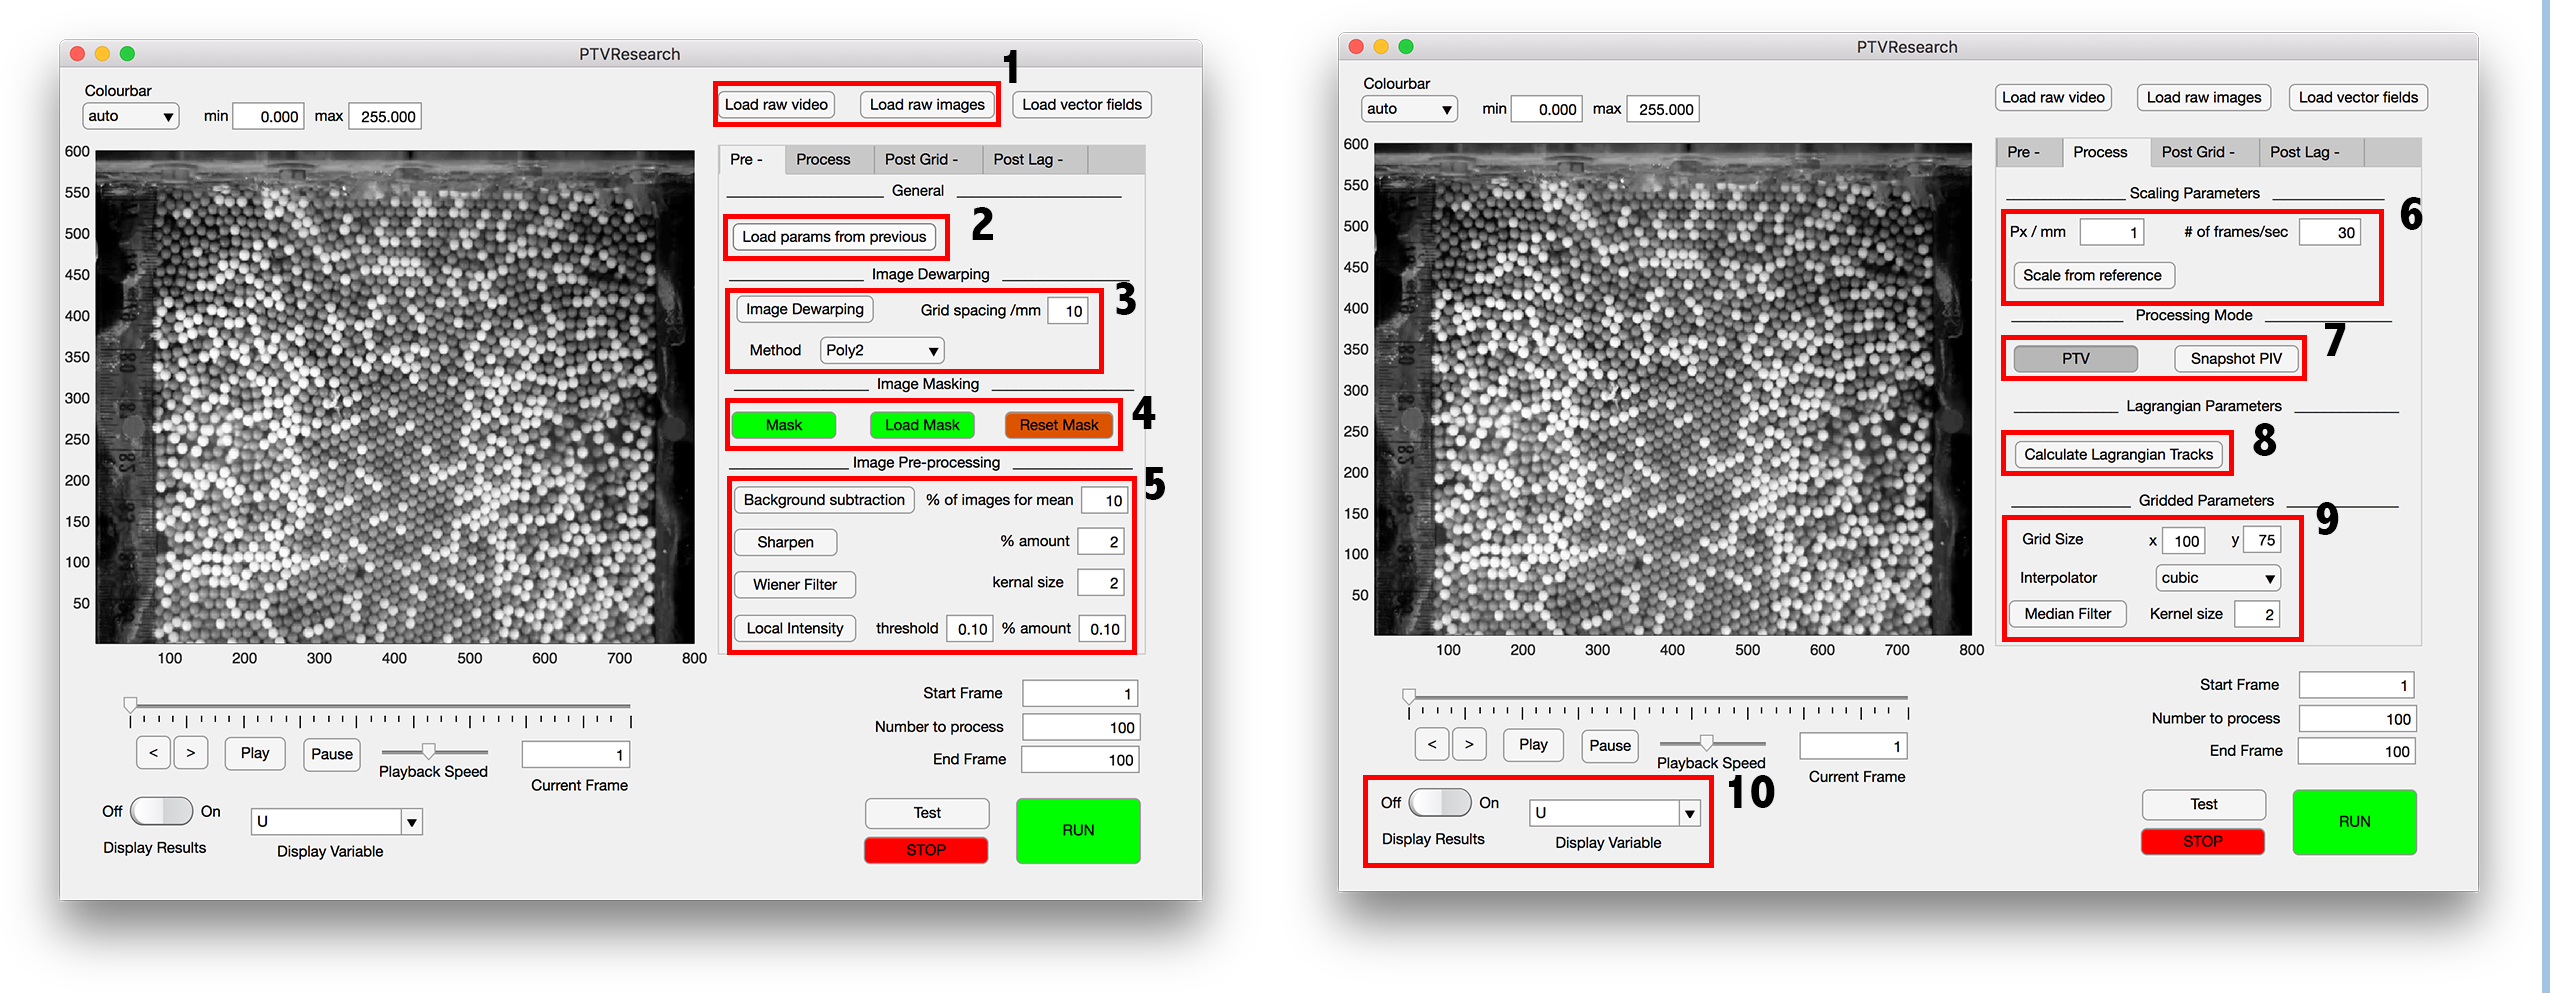 PTVResearch
1
Colourbar
auto min 0.000 max 255.000
Load raw video Load raw images Load vector fields
600
550
500
450
400
350
300
250
200
150
100
50
100 200 300 400 500 600 700 800
Pre - Process Post Grid - Post Lag -
General
2
Load params from previous
Image Dewarping
3
Image Dewarping Grid spacing /mm 10
Method Poly2
Image Masking
4
Mask Load Mask Reset Mask
Image Pre-processing
5
Background subtraction % of images for mean 10
Sharpen % amount 2
Wiener Filter kernal size 2
Local Intensity threshold 0.10 % amount 0.10
Start Frame 1
Number to process 100
End Frame 100
< > Play Pause Playback Speed 1
Current Frame
Off On U
Display Results Display Variable
Test
STOP
RUN
PTVResearch
Colourbar
auto min 0.000 max 255.000
Load raw video Load raw images Load vector fields
600
550
500
450
400
350
300
250
200
150
100
50
100 200 300 400 500 600 700 800
Pre - Process Post Grid - Post Lag -
Scaling Parameters
6
Px / mm 1 # of frames/sec 30
Scale from reference
Processing Mode
7
PTV Snapshot PIV
Lagrangian Parameters
8
Calculate Lagrangian Tracks
Gridded Parameters
9
Grid Size x 100 y 75
Interpolator cubic
Median Filter Kernel size 2
Start Frame 1
Number to process 100
End Frame 100
< > Play Pause Playback Speed 1
Current Frame
10
Off On U
Display Results Display Variable
Test
STOP
RUN